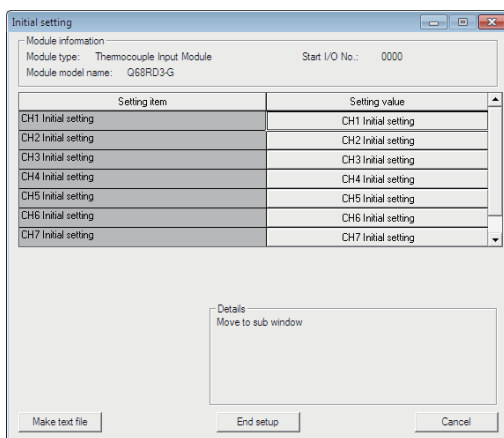 Initial setting
Module information
Module type: Thermocouple Input Module Start I/O No.: 0000
Module model name: Q68RD3-G
Setting item Setting value
CH1 Initial setting CH1 Initial setting
CH2 Initial setting CH2 Initial setting
CH3 Initial setting CH3 Initial setting
CH4 Initial setting CH4 Initial setting
CH5 Initial setting CH5 Initial setting
CH6 Initial setting CH6 Initial setting
CH7 Initial setting CH7 Initial setting
Details
Move to sub window
Make text file End setup Cancel